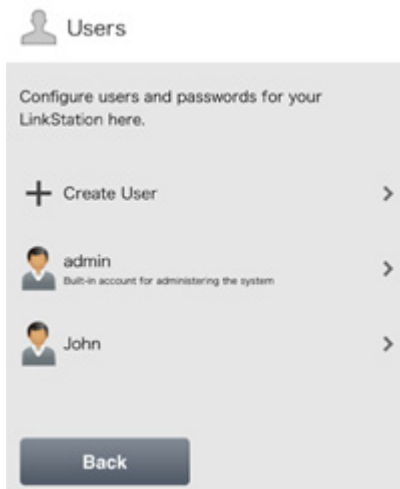 Users
Configure users and passwords for your
LinkStation here.
Create User
admin
Built-in account for administering the system
John
Back